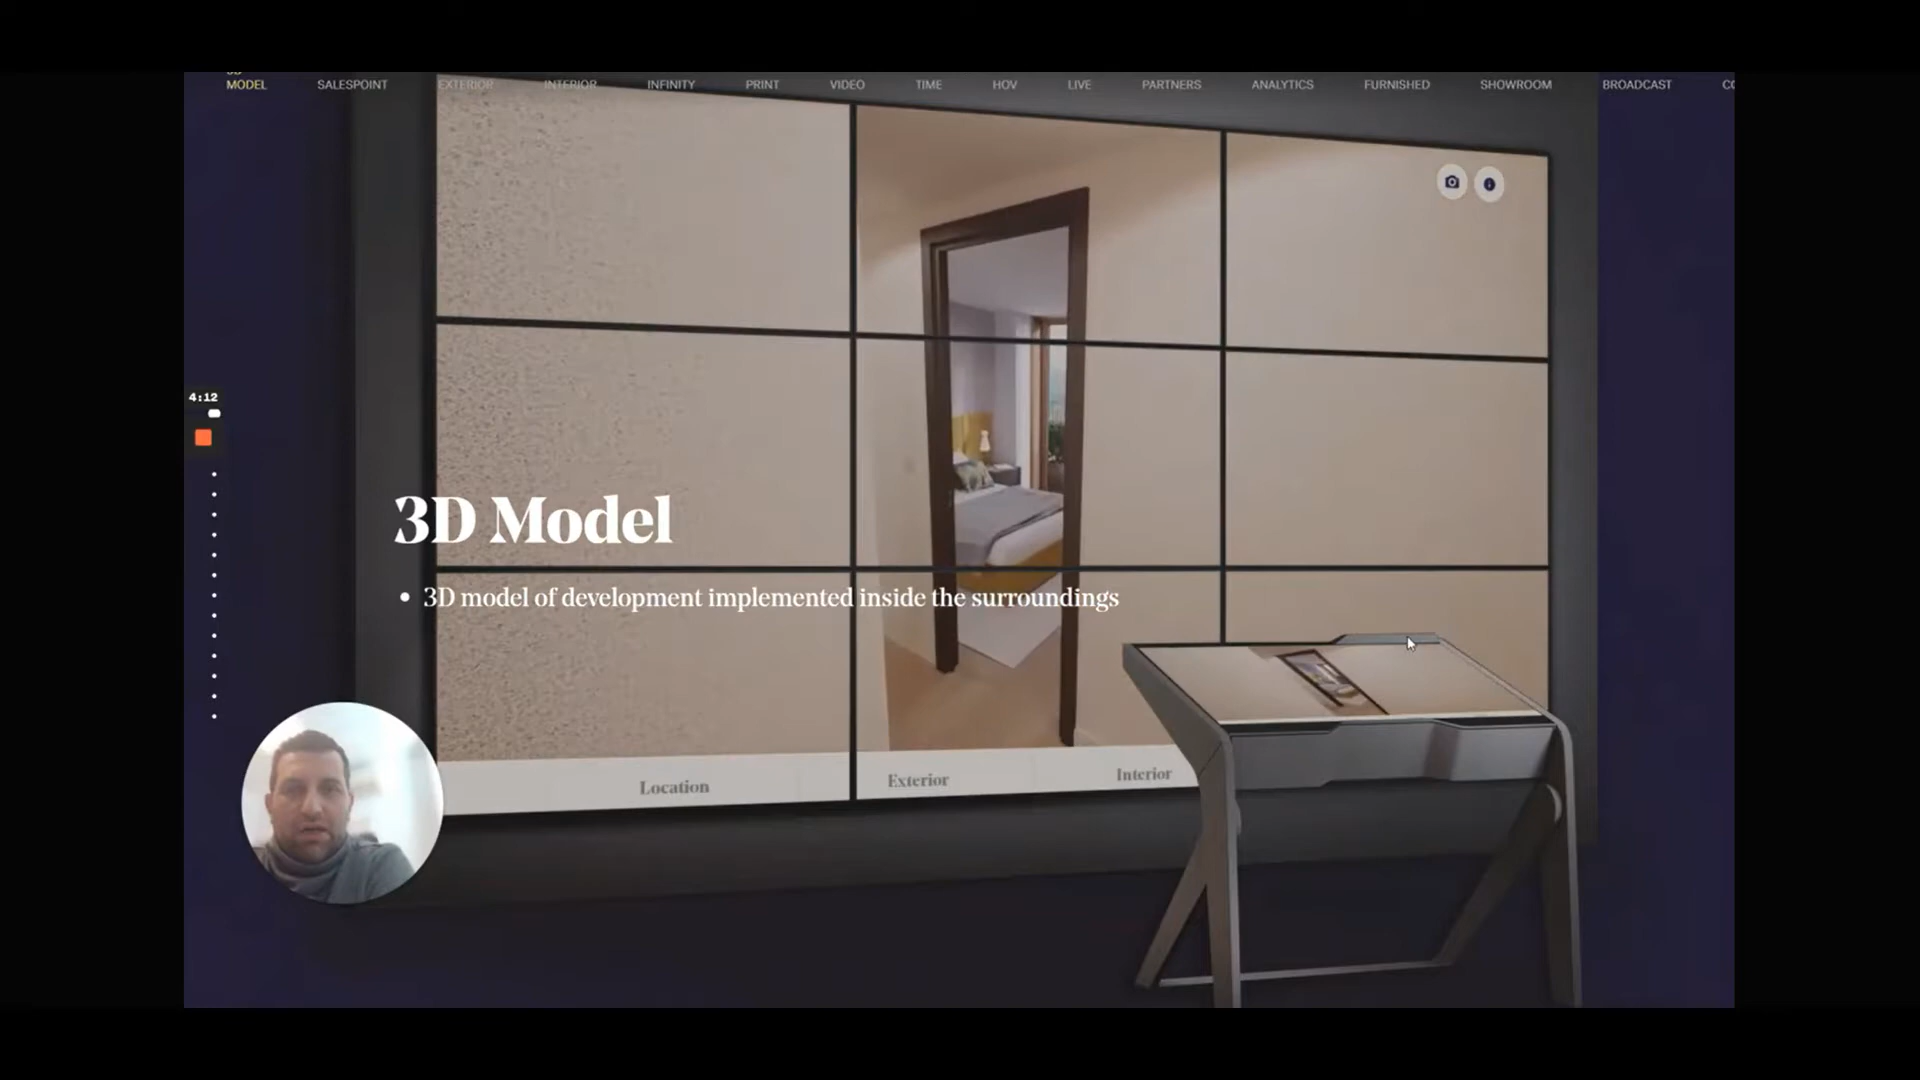 3D
MODEL SALESPOINT EXTERIOR INTERIOR INFINITY PRINT VIDEO TIME HOV LIVE PARTNERS ANALYTICS FURNISHED SHOWROOM BROADCAST
4:12
3D Model
• 3D model of development implemented inside the surroundings
Location Exterior Interior